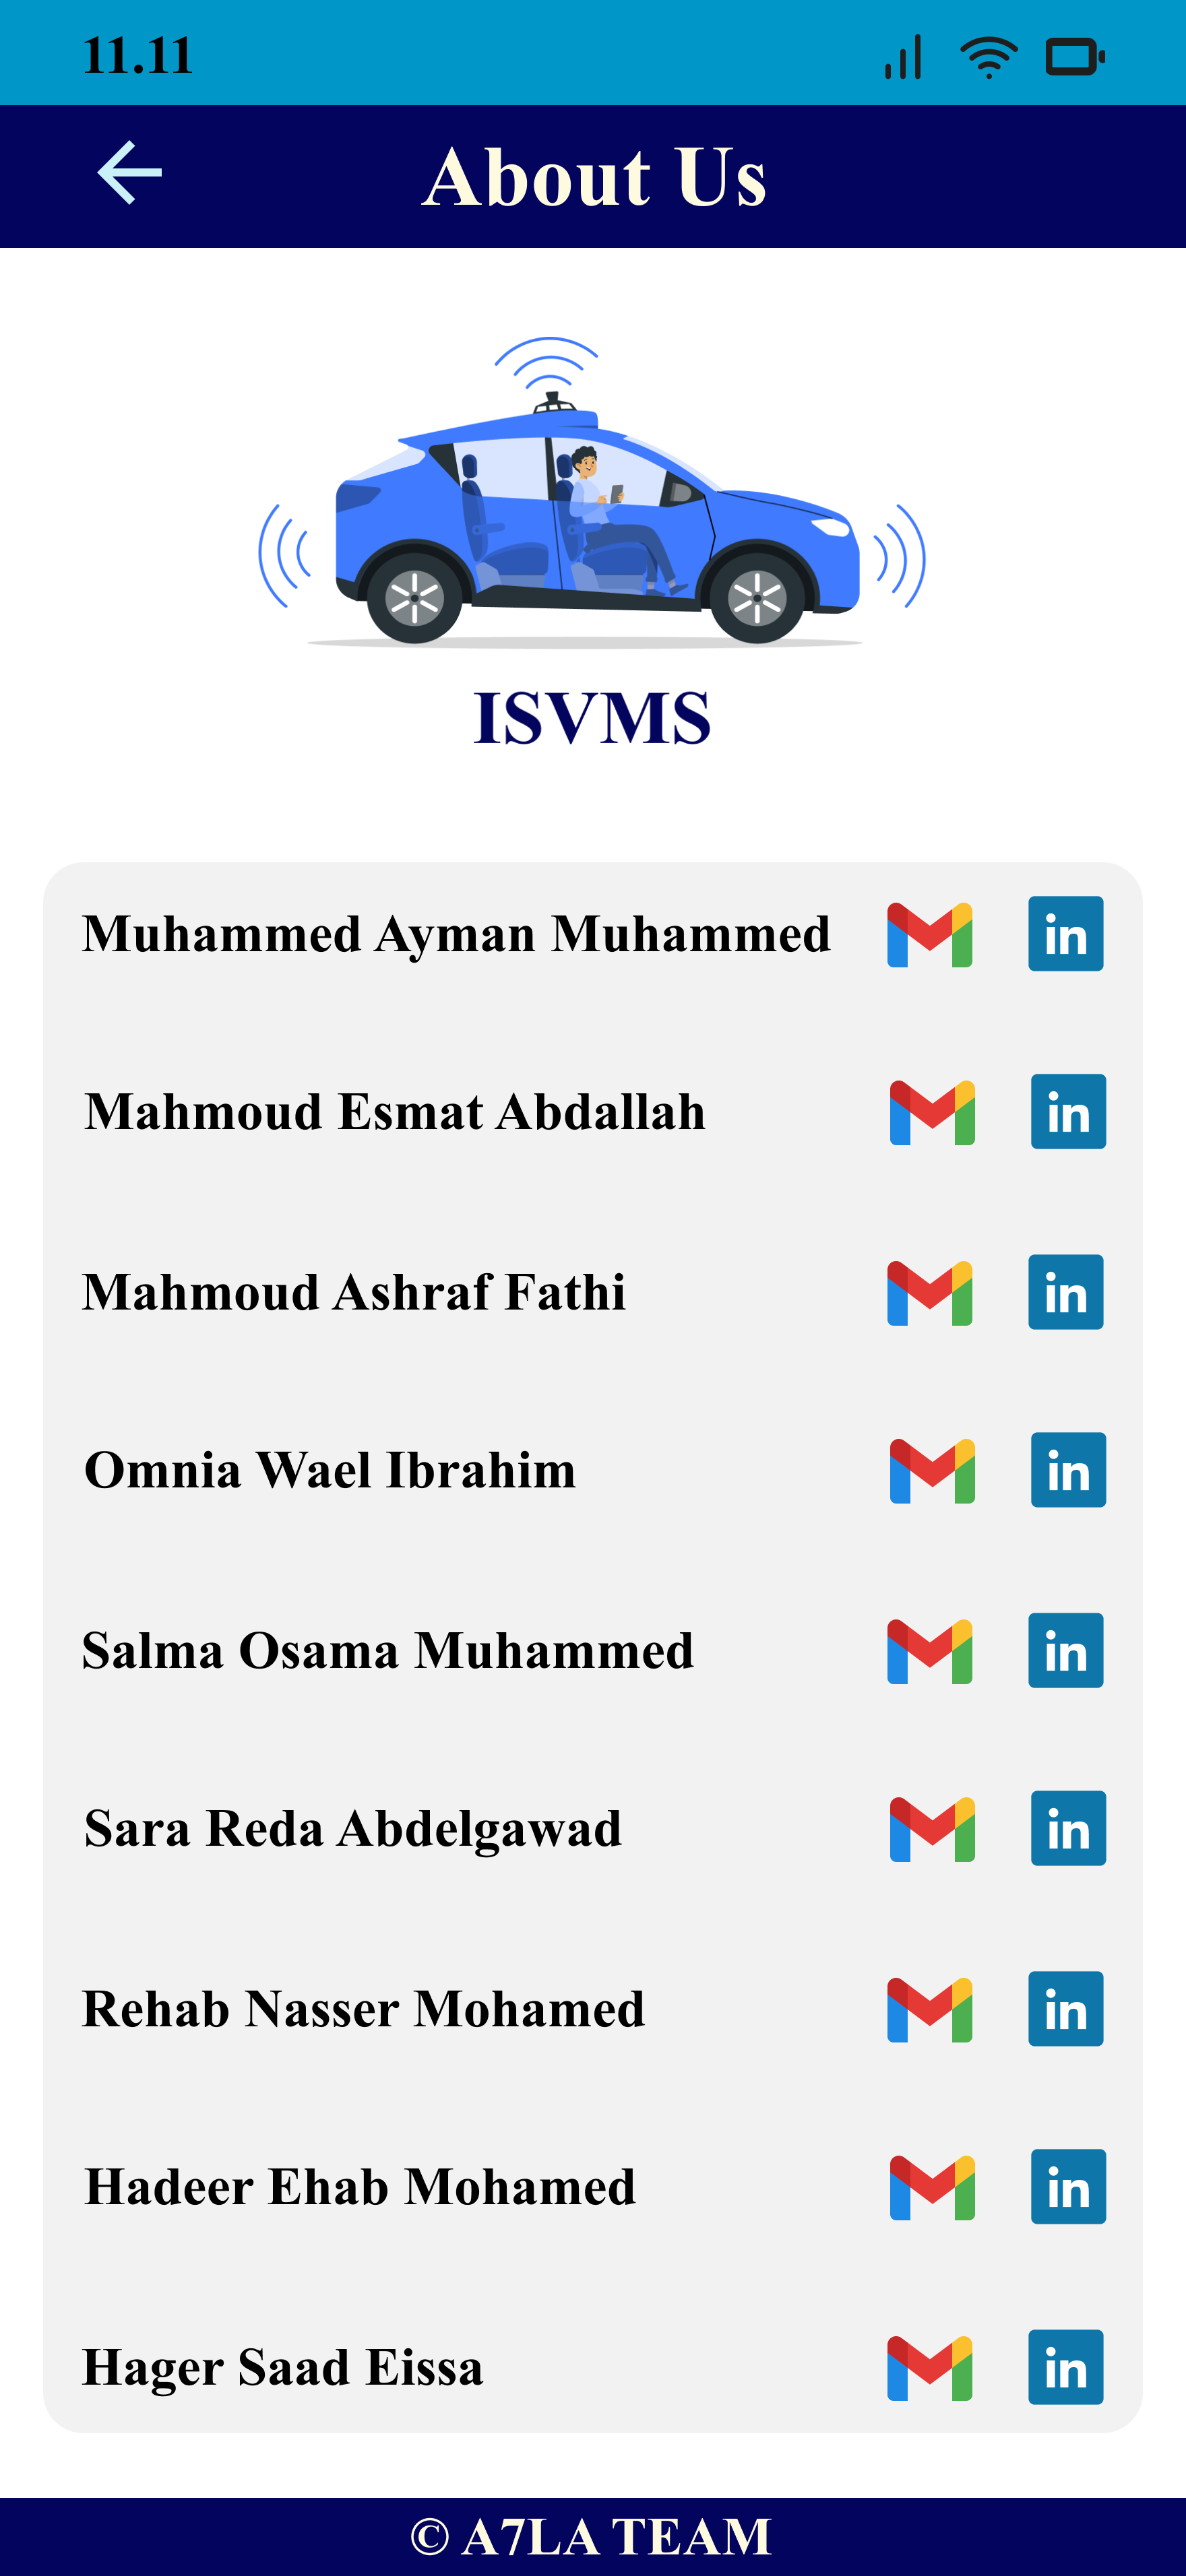 11.11
About Us
ISVMS
Muhammed Ayman Muhammed
in
Mahmoud Esmat Abdallah
in
Mahmoud Ashraf Fathi
in
Omnia Wael Ibrahim
in
Salma Osama Muhammed
in
Sara Reda Abdelgawad
in
Rehab Nasser Mohamed
in
Hadeer Ehab Mohamed
in
Hager Saad Eissa
in
© A7LA TEAM